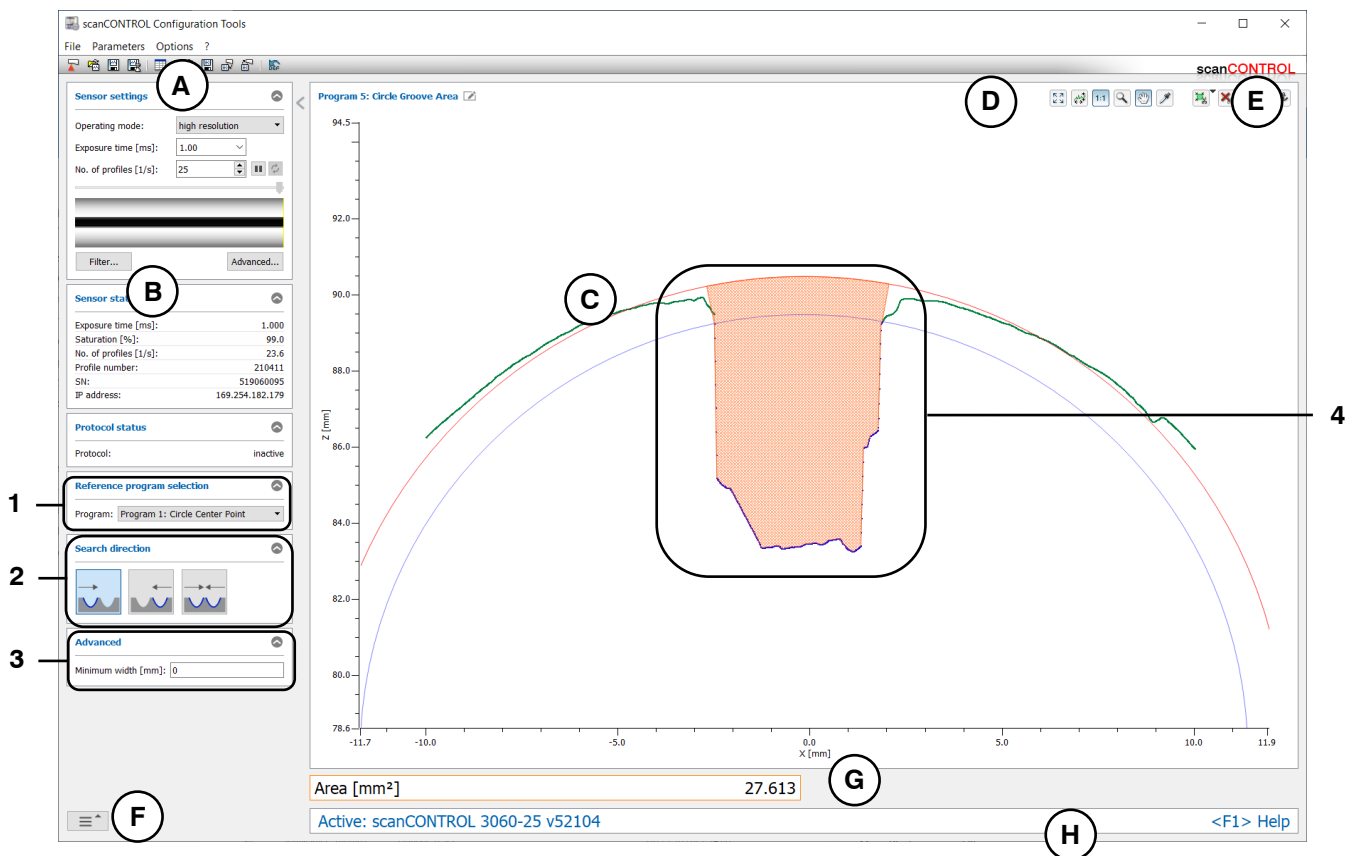 scanCONTROL Configuration Tools
File Parameters Options ?
scanCONTROL
A
Sensor settings
Operating mode: high resolution
Exposure time [ms]: 1.00
No. of profiles [1/s]: 25
Filter... Advanced...
B
Exposure time [ms]: 1.000
Saturation [%]: 99.0
No. of profiles [1/s]: 23.6
Profile number: 210411
SN: 519060095
IP address: 169.254.182.179
Protocol status
Protocol: inactive
1
Reference program selection
Program: Program 1: Circle Center Point
2
Search direction
3
Advanced
Minimum width [mm]: 0
F
Program 5: Circle Groove Area
D
1:1
E
C
4
94.5
92.0
90.0
88.0
86.0
84.0
82.0
80.0
78.6
Z [mm]
-11.7 -10.0 -5.0 0.0 5.0 10.0 11.9
X [mm]
Area [mm²] 27.613
G
Active: scanCONTROL 3060-25 v52104 <F1> Help
H